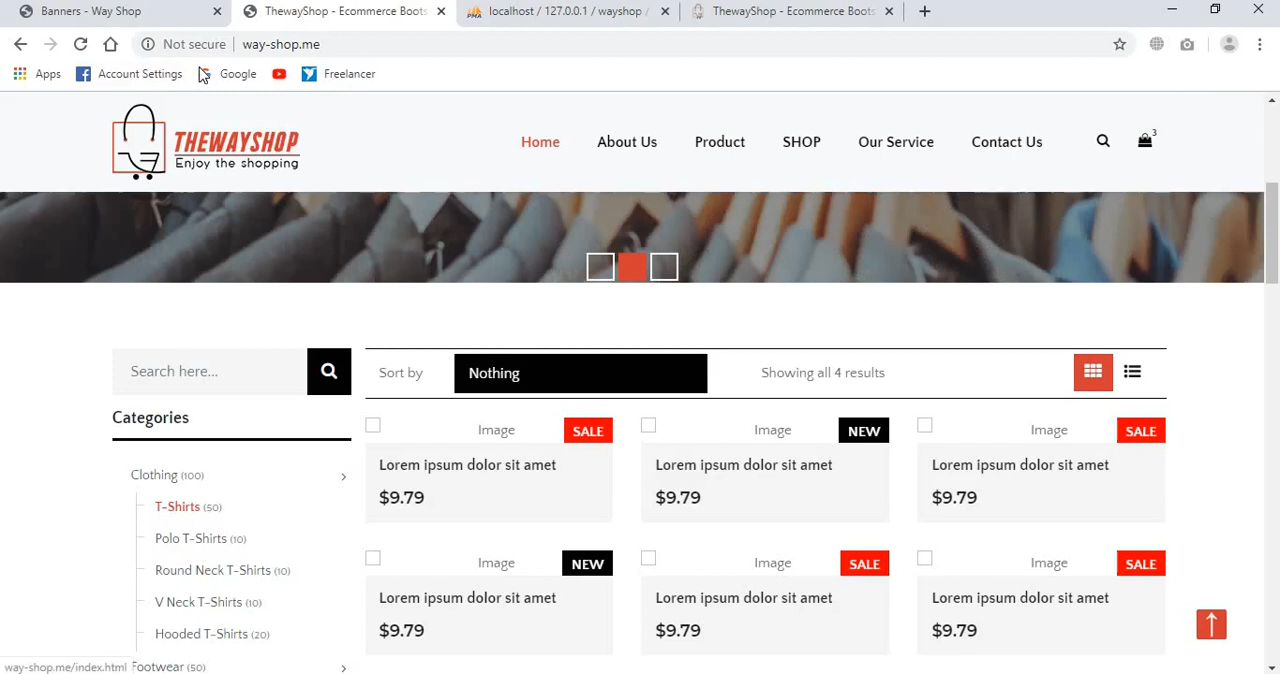 Banners - Way Shop
ThewayShop - Ecommerce Boots
localhost / 127.0.0.1 / wayshop /
ThewayShop - Ecommerce Boots
Not secure
way-shop.me
Apps
Account Settings
Google
Freelancer
THEWAYSHOP
Enjoy the shopping
Home
About Us
Product
SHOP
Our Service
Contact Us
3
Search here...
Sort by
Nothing
Showing all 4 results
Categories
Image
SALE
Image
NEW
Image
SALE
Lorem ipsum dolor sit amet
Lorem ipsum dolor sit amet
Lorem ipsum dolor sit amet
$9.79
$9.79
$9.79
Clothing (100)
T-Shirts (50)
Polo T-Shirts (10)
Round Neck T-Shirts (10)
V Neck T-Shirts (10)
Hooded T-Shirts (20)
Footwear (50)
Image
NEW
Image
SALE
Image
SALE
Lorem ipsum dolor sit amet
Lorem ipsum dolor sit amet
Lorem ipsum dolor sit amet
$9.79
$9.79
$9.79
way-shop.me/index.html